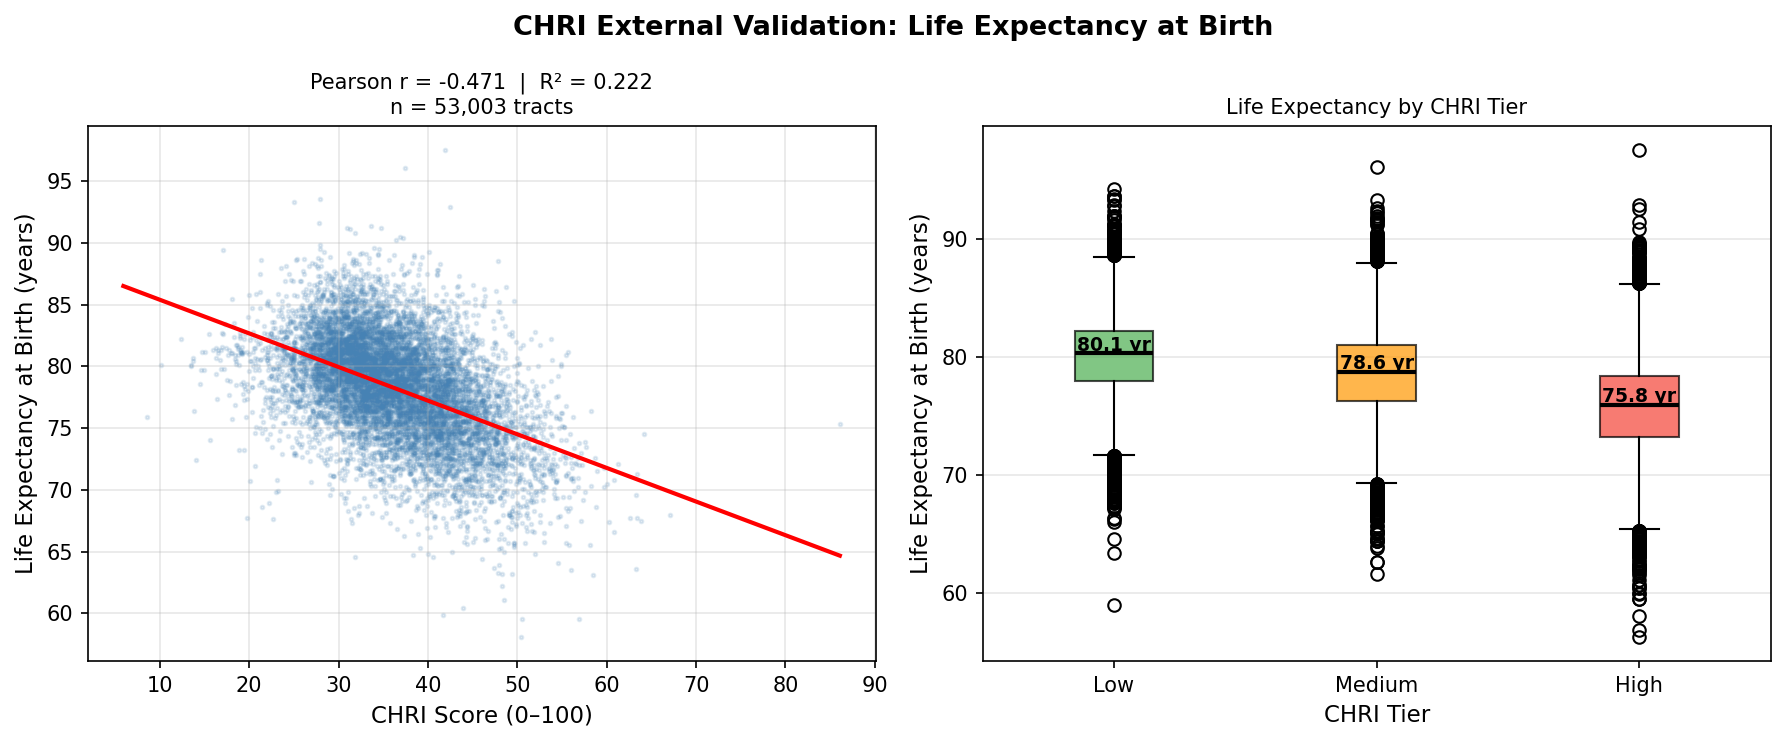 CHRI External Validation: Life Expectancy at Birth
Pearson r = -0.471  |  R² = 0.222
n = 53,003 tracts
Life Expectancy at Birth (years)
95
90
85
80
75
70
65
60
10 20 30 40 50 60 70 80 90
CHRI Score (0–100)
Life Expectancy by CHRI Tier
Life Expectancy at Birth (years)
90
80
70
60
80.1 yr
78.6 yr
75.8 yr
Low Medium High
CHRI Tier